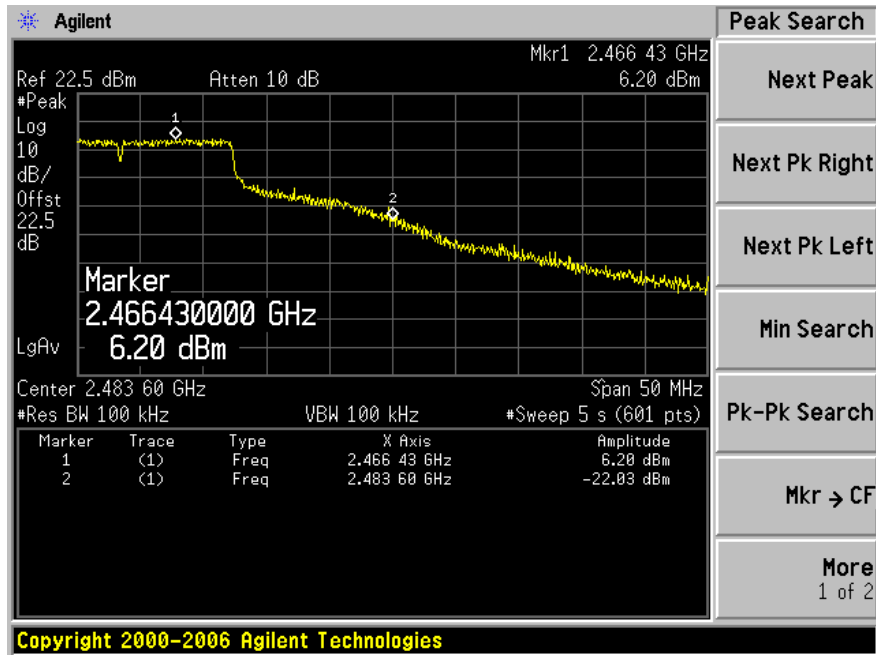 Agilent
Peak Search
Mkr1 2.466 43 GHz
Ref 22.5 dBm Atten 10 dB 6.20 dBm
#Peak
Log
10
dB/
Offst
22.5
dB
1
2
Marker
2.466430000 GHz
6.20 dBm
LgAv
Center 2.483 60 GHz Span 50 MHz
#Res BW 100 kHz VBW 100 kHz #Sweep 5 s (601 pts)
Marker Trace Type X Axis Amplitude
1 (1) Freq 2.466 43 GHz 6.20 dBm
2 (1) Freq 2.483 60 GHz -22.03 dBm
Next Peak
Next Pk Right
Next Pk Left
Min Search
Pk-Pk Search
Mkr → CF
More
1 of 2
Copyright 2000-2006 Agilent Technologies